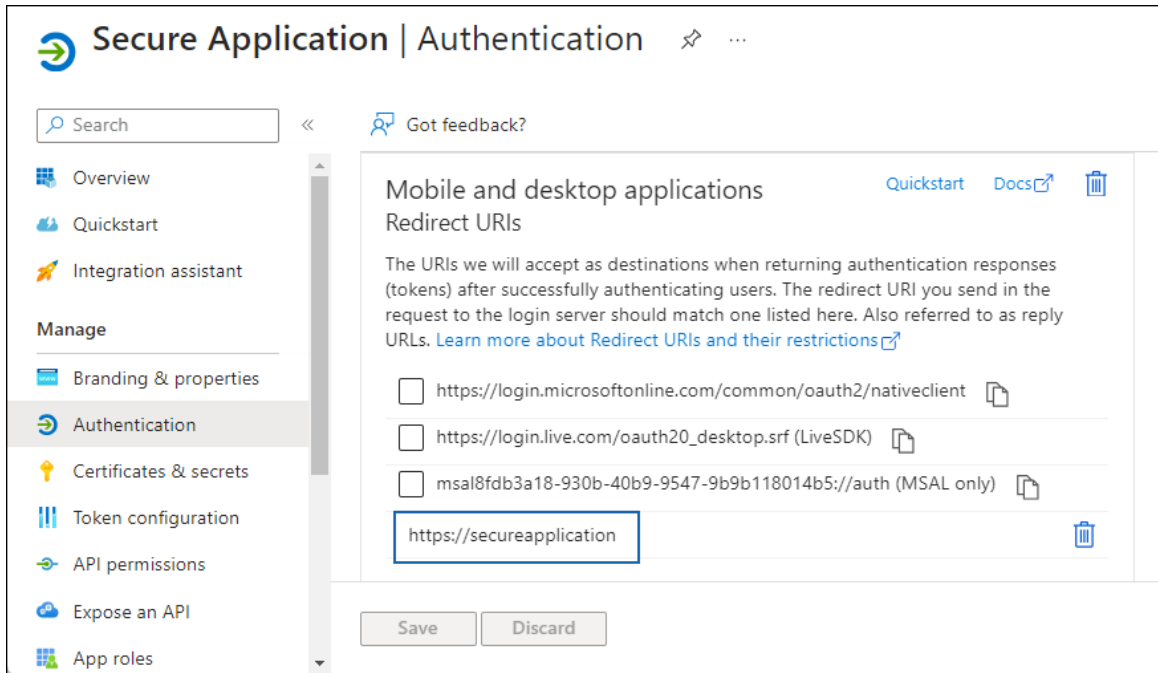 Secure Application | Authentication
Search
Got feedback?
Overview
Quickstart
Integration assistant
Manage
Branding & properties
Authentication
Certificates & secrets
Token configuration
API permissions
Expose an API
App roles
Mobile and desktop applications
Quickstart
Docs
Redirect URIs
The URIs we will accept as destinations when returning authentication responses
(tokens) after successfully authenticating users. The redirect URI you send in the
request to the login server should match one listed here. Also referred to as reply
URLs. Learn more about Redirect URIs and their restrictions
https://login.microsoftonline.com/common/oauth2/nativeclient
https://login.live.com/oauth20_desktop.srf (LiveSDK)
msal8fdb3a18-930b-40b9-9547-9b9b118014b5://auth (MSAL only)
https://secureapplication
Save
Discard